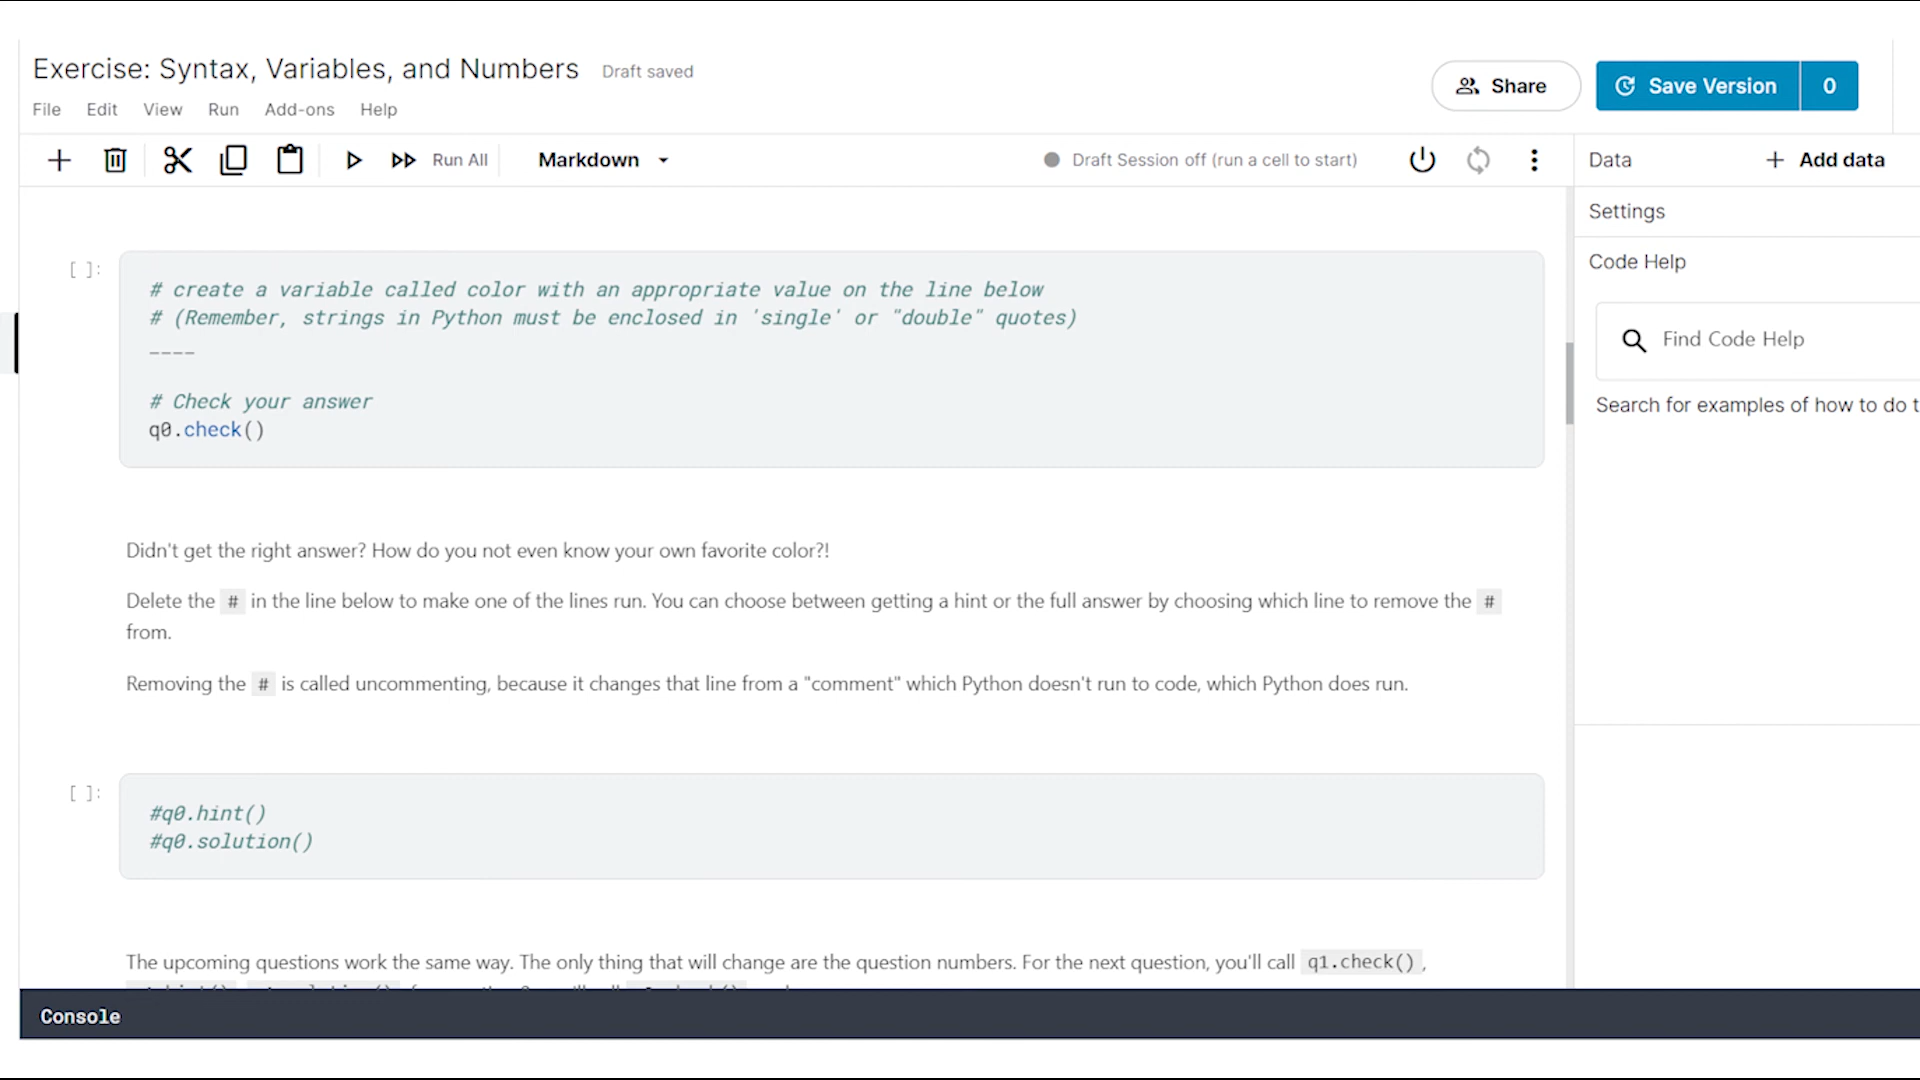 Exercise: Syntax, Variables, and Numbers Draft saved
Share
Save Version 0
File Edit View Run Add-ons Help
Run All
Markdown
Draft Session off (run a cell to start)
Data
Add data
Settings
Code Help
Find Code Help
Search for examples of how to do t
[ ]:
# create a variable called color with an appropriate value on the line below
# (Remember, strings in Python must be enclosed in 'single' or "double" quotes)
____
# Check your answer
q0.check()
Didn't get the right answer? How do you not even know your own favorite color?!
Delete the # in the line below to make one of the lines run. You can choose between getting a hint or the full answer by choosing which line to remove the #
from.
Removing the # is called uncommenting, because it changes that line from a "comment" which Python doesn't run to code, which Python does run.
[ ]:
#q0.hint()
#q0.solution()
The upcoming questions work the same way. The only thing that will change are the question numbers. For the next question, you'll call q1.check(),
Console